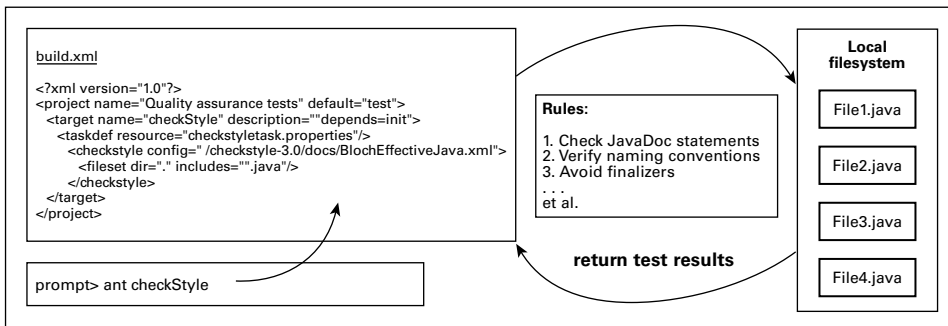 build.xml
<?xml version="1.0"?>
<project name="Quality assurance tests" default="test">
<target name="checkStyle" description=""depends=init">
<taskdef resource="checkstyletask.properties"/>
<checkstyle config=" /checkstyle-3.0/docs/BlochEffectiveJava.xml">
<fileset dir="." includes="".java"/>
</checkstyle>
</target>
</project>
prompt> ant checkStyle
Rules:
1. Check JavaDoc statements
2. Verify naming conventions
3. Avoid finalizers
. . .
et al.
return test results
Local
filesystem
File1.java
File2.java
File3.java
File4.java